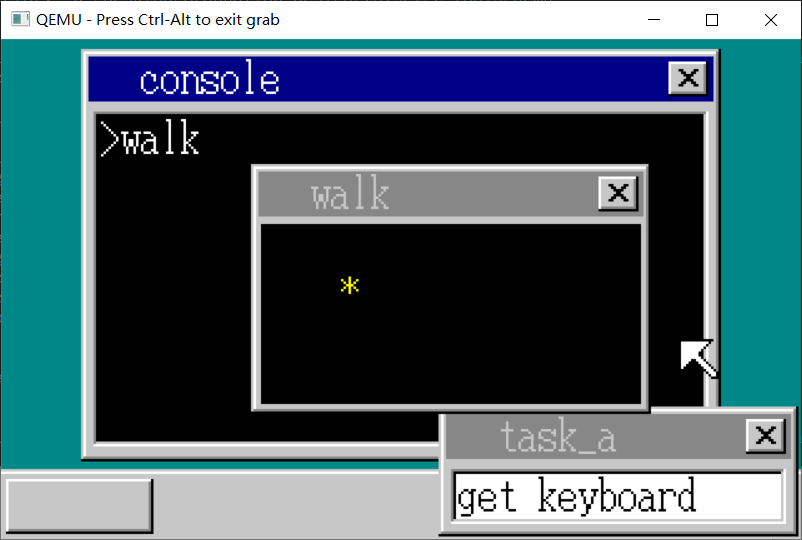 QEMU - Press Ctrl-Alt to exit grab
console
>walk
walk
*
task_a
get keyboard